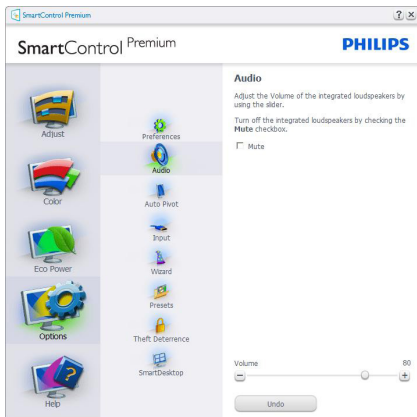 SmartControl Premium
SmartControl Premium
PHILIPS
Adjust
Color
Eco Power
Options
Help
Preferences
Audio
Auto Pivot
Input
Wizard
Presets
Theft Deterrence
SmartDesktop
Audio
Adjust the Volume of the integrated loudspeakers by
using the slider.
Turn off the integrated loudspeakers by checking the
Mute checkbox.
Mute
Volume 80
Undo